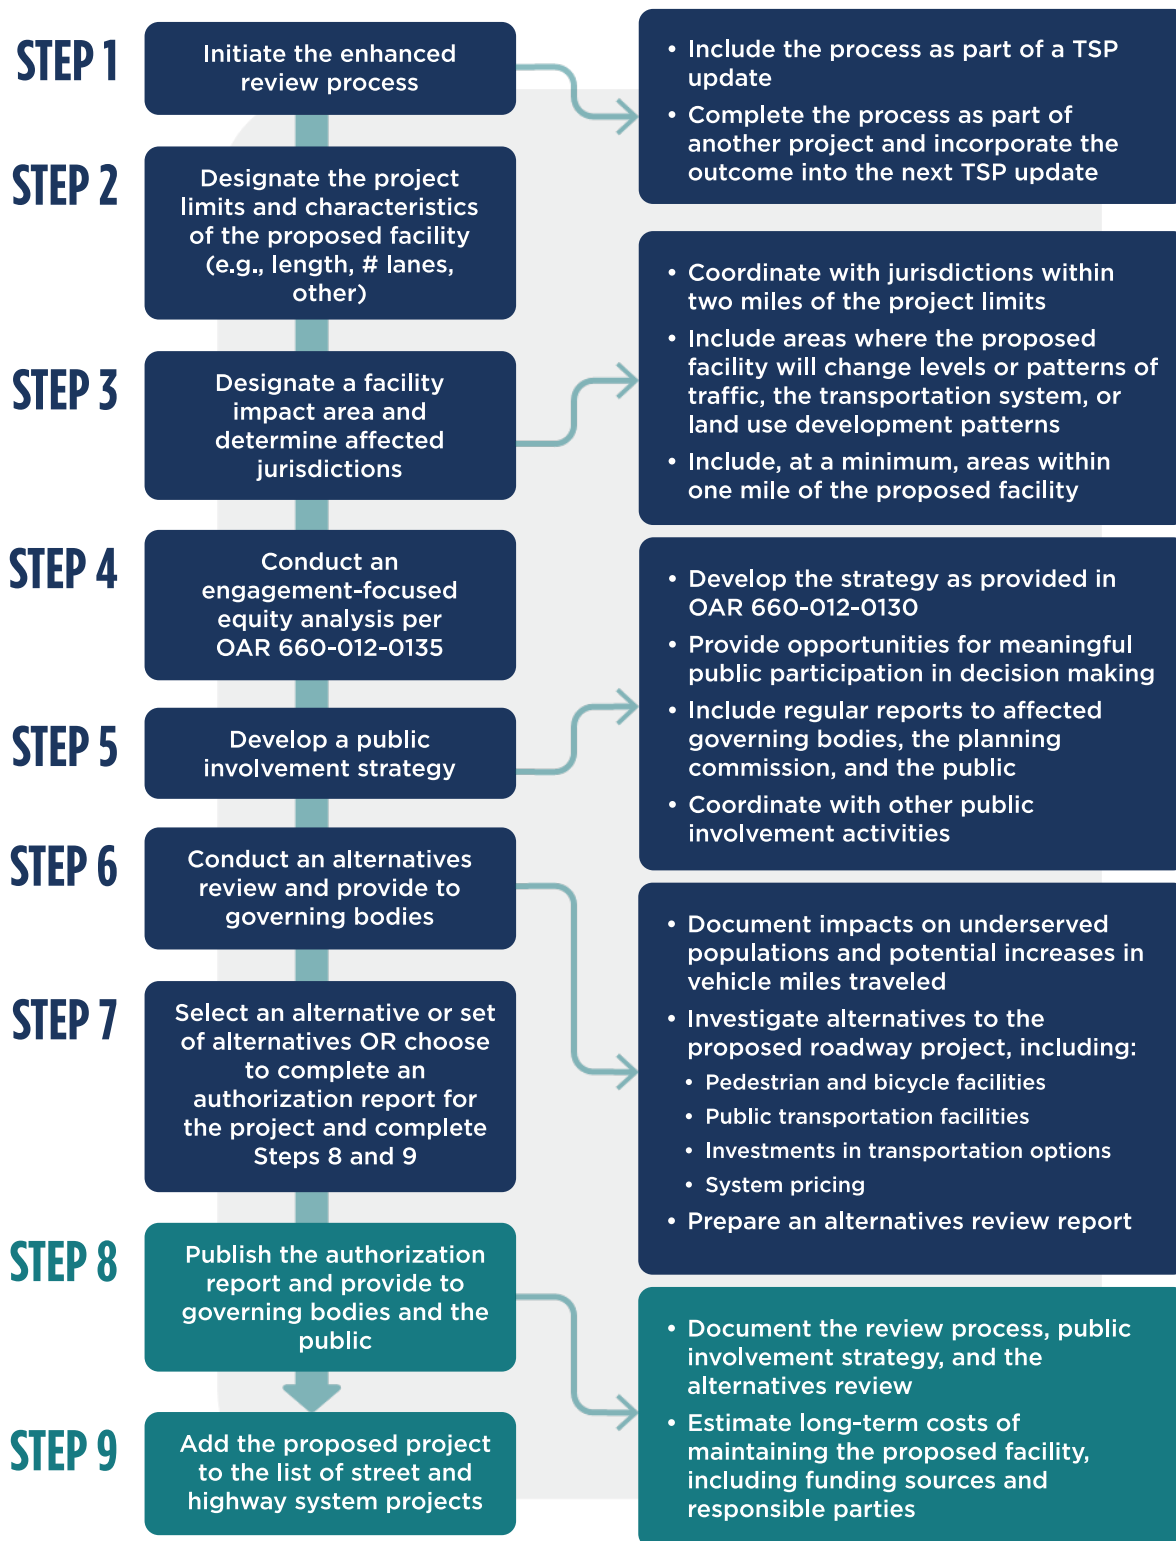 STEP 1
Initiate the enhanced
review process
• Include the process as part of a TSP
update
• Complete the process as part of
another project and incorporate the
outcome into the next TSP update
STEP 2
Designate the project
limits and characteristics
of the proposed facility
(e.g., length, # lanes,
other)
STEP 3
Designate a facility
impact area and
determine affected
jurisdictions
• Coordinate with jurisdictions within
two miles of the project limits
• Include areas where the proposed
facility will change levels or patterns of
traffic, the transportation system, or
land use development patterns
• Include, at a minimum, areas within
one mile of the proposed facility
STEP 4
Conduct an
engagement-focused
equity analysis per
OAR 660-012-0135
STEP 5
Develop a public
involvement strategy
• Develop the strategy as provided in
OAR 660-012-0130
• Provide opportunities for meaningful
public participation in decision making
• Include regular reports to affected
governing bodies, the planning
commission, and the public
• Coordinate with other public
involvement activities
STEP 6
Conduct an alternatives
review and provide to
governing bodies
• Document impacts on underserved
populations and potential increases in
vehicle miles traveled
• Investigate alternatives to the
proposed roadway project, including:
• Pedestrian and bicycle facilities
• Public transportation facilities
• Investments in transportation options
• System pricing
• Prepare an alternatives review report
STEP 7
Select an alternative or set
of alternatives OR choose
to complete an
authorization report for
the project and complete
Steps 8 and 9
STEP 8
Publish the authorization
report and provide to
governing bodies and the
public
• Document the review process, public
involvement strategy, and the
alternatives review
• Estimate long-term costs of
maintaining the proposed facility,
including funding sources and
responsible parties
STEP 9
Add the proposed project
to the list of street and
highway system projects